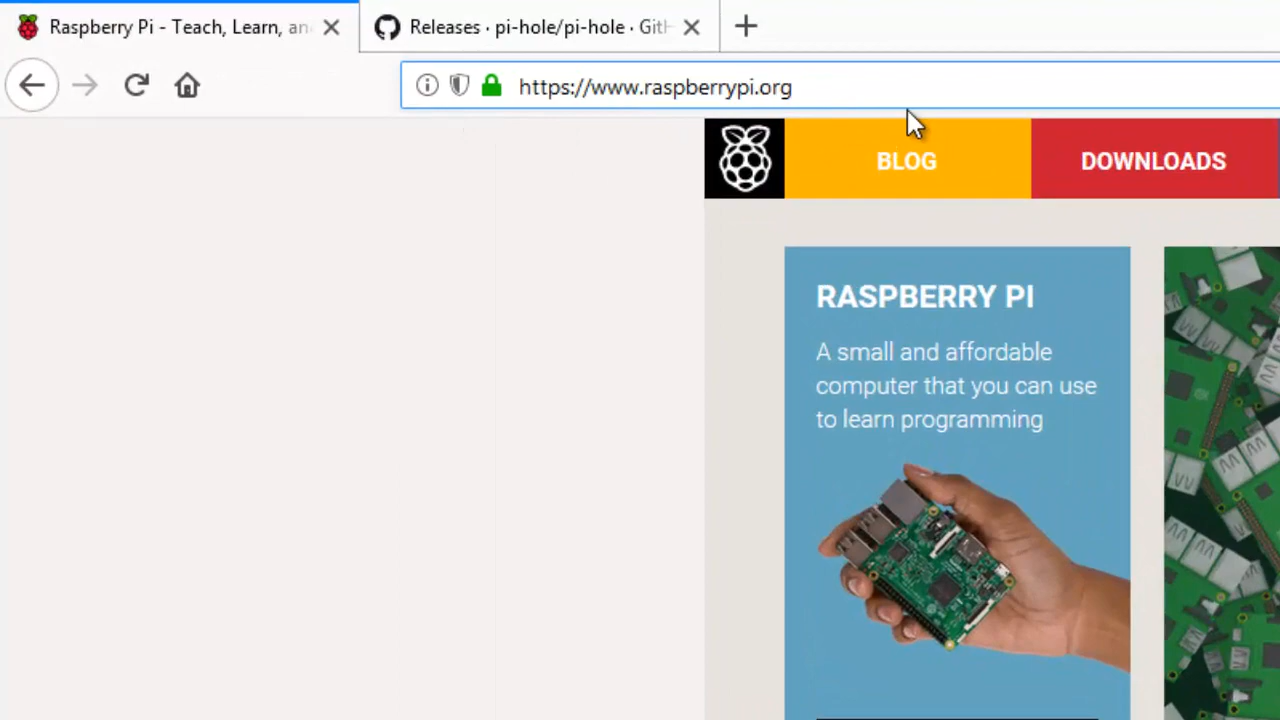 Raspberry Pi - Teach, Learn, an
Releases · pi-hole/pi-hole · GitH
https://www.raspberrypi.org
BLOG
DOWNLOADS
RASPBERRY PI
A small and affordable
computer that you can use
to learn programming